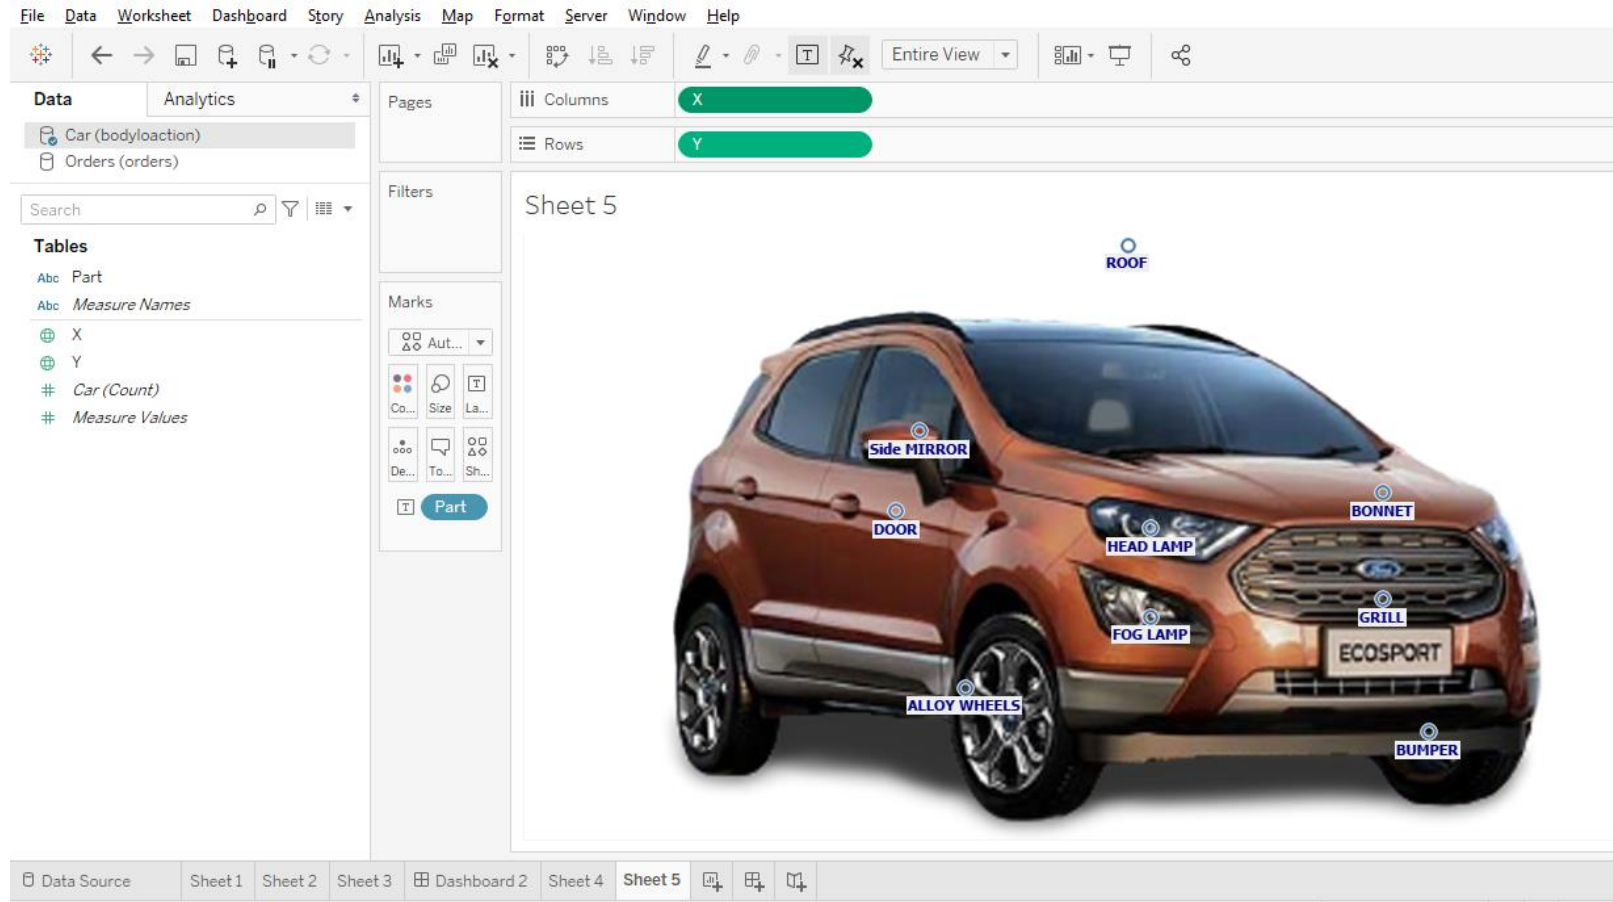 File Data Worksheet Dashboard Story Analysis Map Format Server Window Help
Entire View
Data Analytics
Car (bodyloaction)
Orders (orders)
Search
Tables
Abc Part
Abc Measure Names
X
Y
Car (Count)
Measure Values
Pages
Filters
Marks
Aut...
Co... Size La...
De... To... Sh...
Part
Columns X
Rows Y
Sheet 5
ROOF
Side MIRROR
BONNET
DOOR
HEAD LAMP
GRILL
FOG LAMP
ECOSPORT
ALLOY WHEELS
BUMPER
Data Source Sheet 1 Sheet 2 Sheet 3 Dashboard 2 Sheet 4 Sheet 5